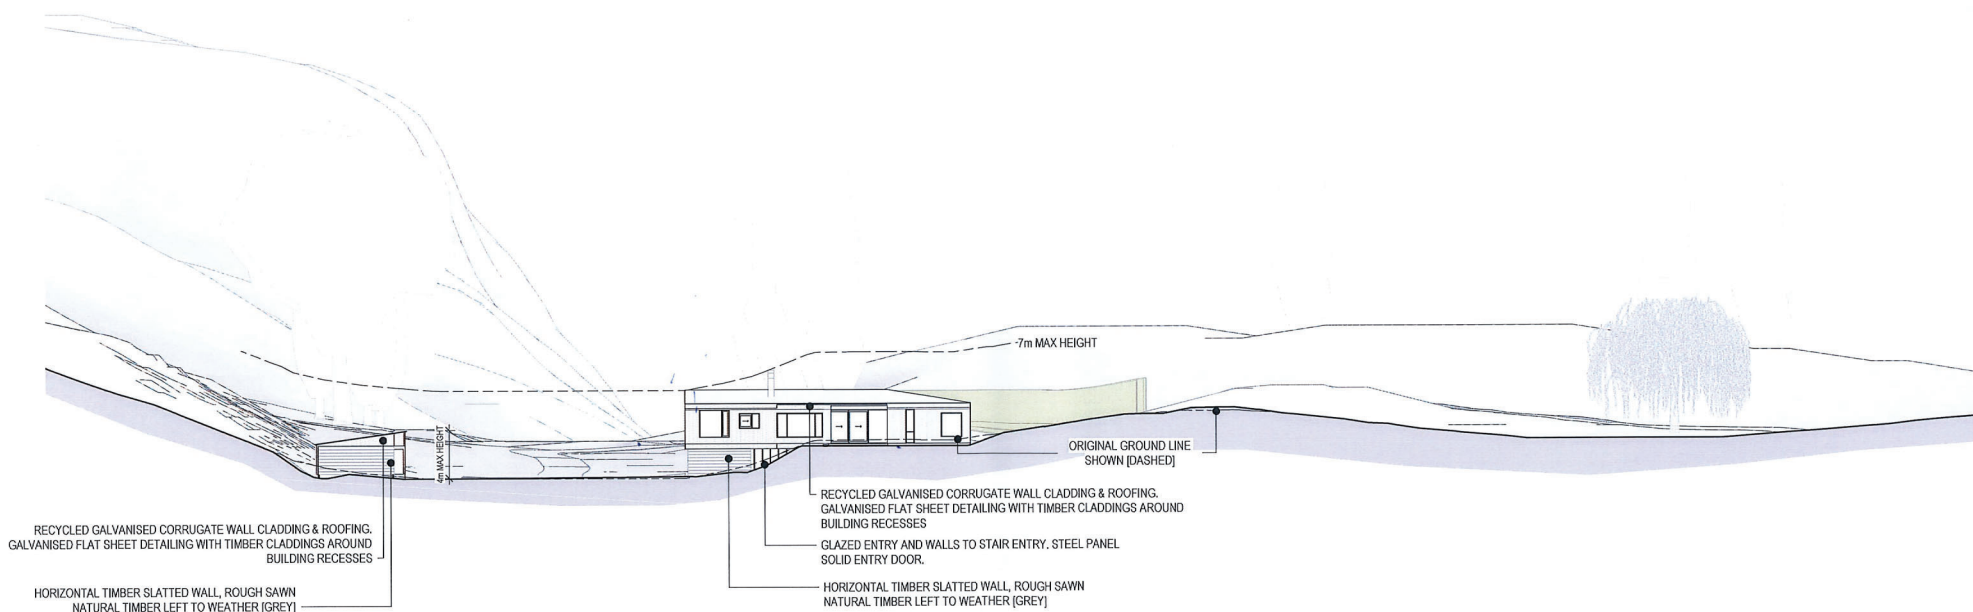 -7m MAX HEIGHT
4m MAX HEIGHT
ORIGINAL GROUND LINE
SHOWN [DASHED]
RECYCLED GALVANISED CORRUGATE WALL CLADDING & ROOFING.
GALVANISED FLAT SHEET DETAILING WITH TIMBER CLADDINGS AROUND
BUILDING RECESSES
GLAZED ENTRY AND WALLS TO STAIR ENTRY. STEEL PANEL
SOLID ENTRY DOOR.
HORIZONTAL TIMBER SLATTED WALL, ROUGH SAWN
NATURAL TIMBER LEFT TO WEATHER [GREY]
RECYCLED GALVANISED CORRUGATE WALL CLADDING & ROOFING.
GALVANISED FLAT SHEET DETAILING WITH TIMBER CLADDINGS AROUND
BUILDING RECESSES
HORIZONTAL TIMBER SLATTED WALL, ROUGH SAWN
NATURAL TIMBER LEFT TO WEATHER [GREY]